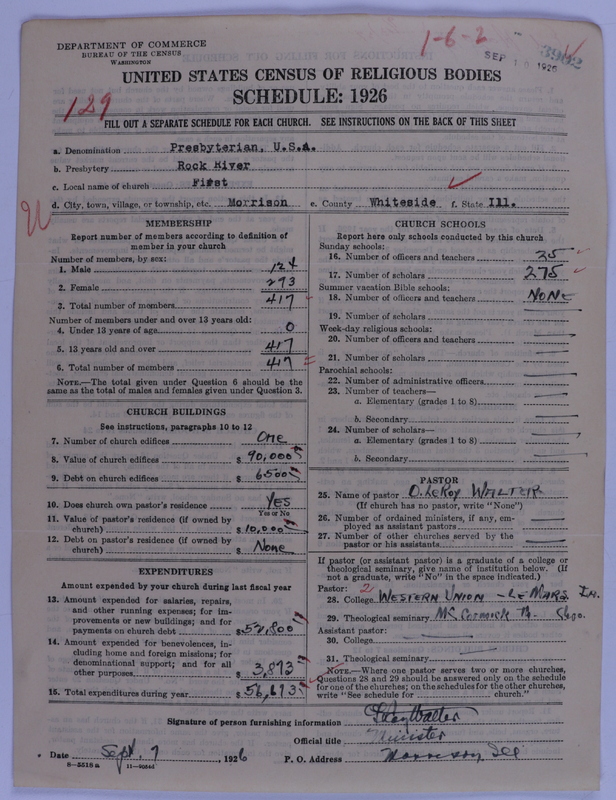 DEPARTMENT OF COMMERCE
BUREAU OF THE CENSUS
WASHINGTON
1-6-2
SEP 1926
UNITED STATES CENSUS OF RELIGIOUS BODIES
SCHEDULE: 1926
129
FILL OUT A SEPARATE SCHEDULE FOR EACH CHURCH. SEE INSTRUCTIONS ON THE BACK OF THIS SHEET
a. Denomination Presbyterian, U.S.A.
b. Presbytery Rock River
c. Local name of church First
d. City, town, village, or township, etc. Morrison e. County Whiteside f. State Ill.
MEMBERSHIP
Report number of members according to definition of member in your church
Number of members, by sex:
1. Male 124
2. Female 293
3. Total number of members 417
Number of members under and over 13 years old:
4. Under 13 years of age 0
5. 13 years old and over 417
6. Total number of members 417
NOTE.—The total given under Question 6 should be the same as the total of males and females given under Question 3.
CHURCH BUILDINGS
See instructions, paragraphs 10 to 12
7. Number of church edifices One
8. Value of church edifices $ 90,000
9. Debt on church edifices $ 6500
10. Does church own pastor's residence YES
Yes or No
11. Value of pastor's residence (if owned by church) $ 10,000
12. Debt on pastor's residence (if owned by church) $ None
EXPENDITURES
Amount expended by your church during last fiscal year
13. Amount expended for salaries, repairs, and other running expenses; for improvements or new buildings; and for payments on church debt $ 52,800
14. Amount expended for benevolences, including home and foreign missions; for denominational support; and for all other purposes $ 3,873
15. Total expenditures during year $ 56,673
CHURCH SCHOOLS
Report here only schools conducted by this church
Sunday schools:
16. Number of officers and teachers 25
17. Number of scholars 275
Summer vacation Bible schools:
18. Number of officers and teachers NONE
19. Number of scholars
Week-day religious schools:
20. Number of officers and teachers
21. Number of scholars
Parochial schools:
22. Number of administrative officers
23. Number of teachers—
a. Elementary (grades 1 to 8)
b. Secondary
24. Number of scholars—
a. Elementary (grades 1 to 8)
b. Secondary
PASTOR
25. Name of pastor O. LeRoy WALTER
(If church has no pastor, write "None")
26. Number of ordained ministers, if any, employed as assistant pastors
27. Number of other churches served by the pastor or his assistants
If pastor (or assistant pastor) is a graduate of a college or theological seminary, give name of institution below. (If not a graduate, write "No" in the space indicated.)
Pastor: 2
28. College WESTERN UNION - LE MARS Ia.
29. Theological seminary McCormick
Assistant pastor:
30. College
31. Theological seminary
NOTE.—Where one pastor serves two or more churches, Questions 28 and 29 should be answered only on the schedule for one of the churches; on the schedules for the other churches, write "See schedule for church."
Signature of person furnishing information
Official title Minister
Date Sept. 7, 1926 P. O. Address Morrison, Ill
8-5518a 11-20544